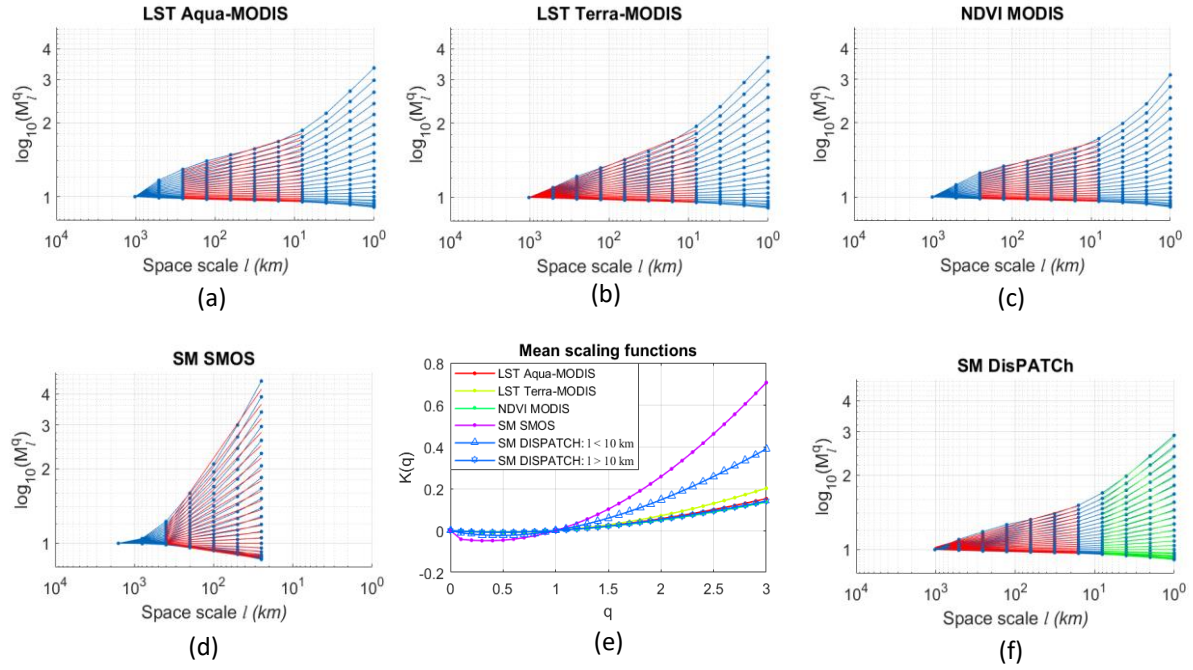 LST Aqua-MODIS
log10(M_l^q)
4
3
2
1
10^4 10^3 10^2 10^1 10^0
Space scale l (km)
(a)
LST Terra-MODIS
log10(M_l^q)
4
3
2
1
10^4 10^3 10^2 10^1 10^0
Space scale l (km)
(b)
NDVI MODIS
log10(M_l^q)
4
3
2
1
10^4 10^3 10^2 10^1 10^0
Space scale l (km)
(c)
SM SMOS
log10(M_l^q)
4
3
2
1
10^4 10^3 10^2 10^1 10^0
Space scale l (km)
(d)
Mean scaling functions
LST Aqua-MODIS
LST Terra-MODIS
NDVI MODIS
SM SMOS
SM DISPATCH: l < 10 km
SM DISPATCH: l > 10 km
K(q)
0.8
0.6
0.4
0.2
0
-0.2
0 0.5 1 1.5 2 2.5 3
q
(e)
SM DisPATCh
log10(M_l^q)
4
3
2
1
10^4 10^3 10^2 10^1 10^0
Space scale l (km)
(f)